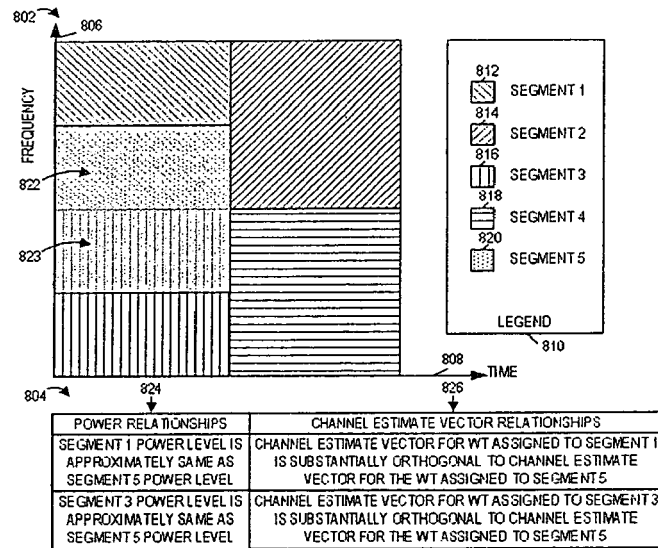 802
806
FREQUENCY
822
823
812
SEGMENT 1
814
SEGMENT 2
816
SEGMENT 3
818
SEGMENT 4
820
SEGMENT 5
LEGEND
810
808
TIME
804
824
826
POWER RELATIONSHIPS
CHANNEL ESTIMATE VECTOR RELATIONSHIPS
SEGMENT 1 POWER LEVEL IS
APPROXIMATELY SAME AS
SEGMENT 5 POWER LEVEL
CHANNEL ESTIMATE VECTOR FOR WT ASSIGNED TO SEGMENT 1
IS SUBSTANTIALLY ORTHOGONAL TO CHANNEL ESTIMATE
VECTOR FOR THE WT ASSIGNED TO SEGMENT 5
SEGMENT 3 POWER LEVEL IS
APPROXIMATELY SAME AS
SEGMENT 5 POWER LEVEL
CHANNEL ESTIMATE VECTOR FOR WT ASSIGNED TO SEGMENT 3
IS SUBSTANTIALLY ORTHOGONAL TO CHANNEL ESTIMATE
VECTOR FOR THE WT ASSIGNED TO SEGMENT 5